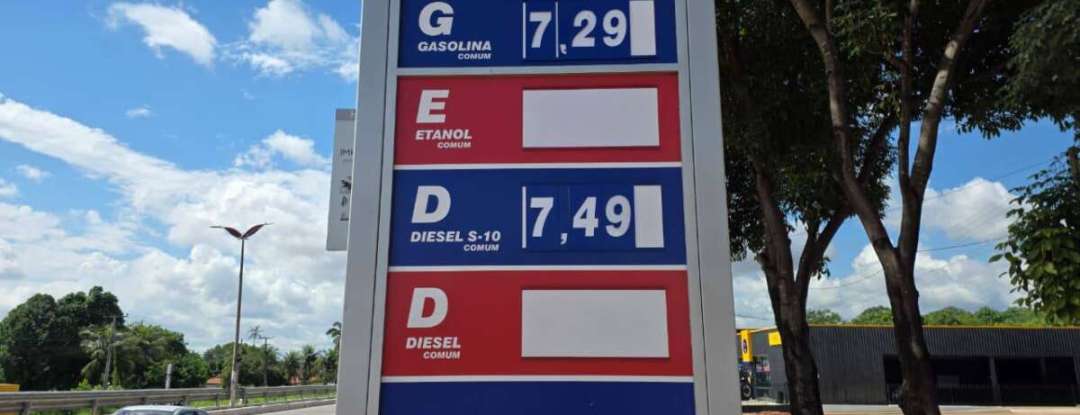 G
7,29
GASOLINA
COMUM
E
ETANOL
COMUM
D
7,49
DIESEL S-10
COMUM
D
DIESEL
COMUM